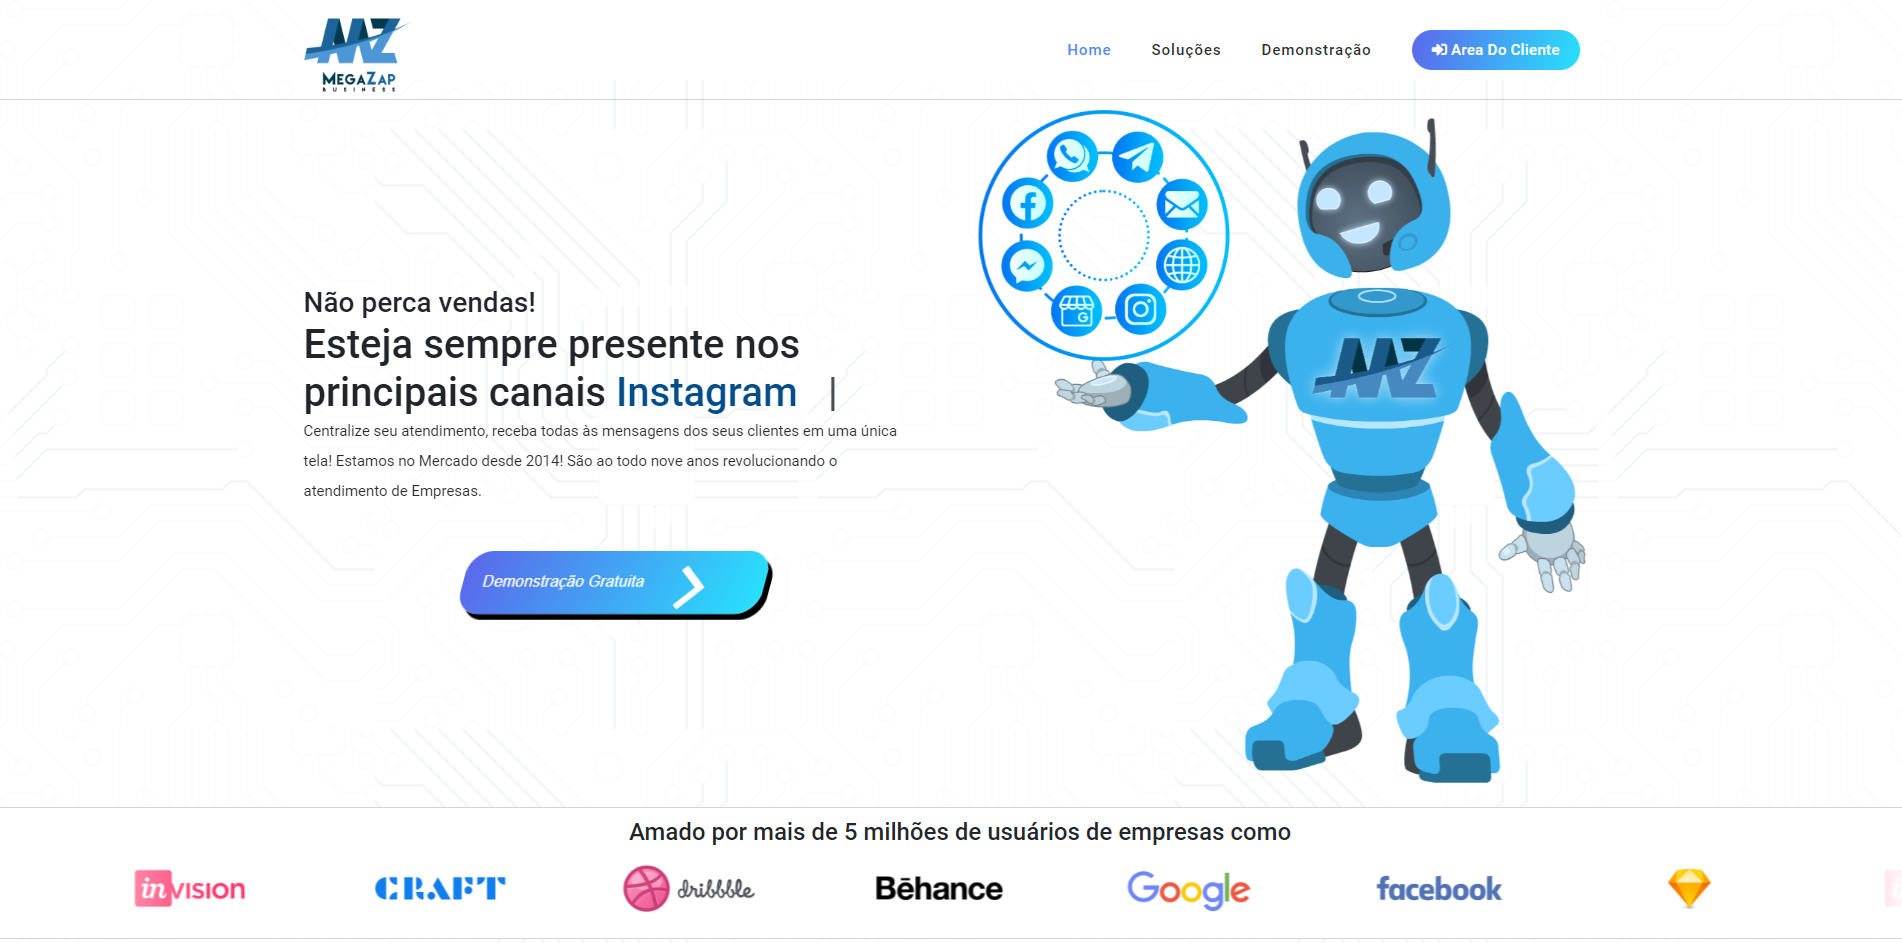 MZ
MEGAZAP
BUSINESS
Home
Soluções
Demonstração
Area Do Cliente
Não perca vendas!
Esteja sempre presente nos
principais canais Instagram |
Centralize seu atendimento, receba todas às mensagens dos seus clientes em uma única
tela! Estamos no Mercado desde 2014! São ao todo nove anos revolucionando o
atendimento de Empresas.
Demonstração Gratuita
G
MZ
Amado por mais de 5 milhões de usuários de empresas como
inVISION
CRAFT
dribbble
Bēhance
Google
facebook